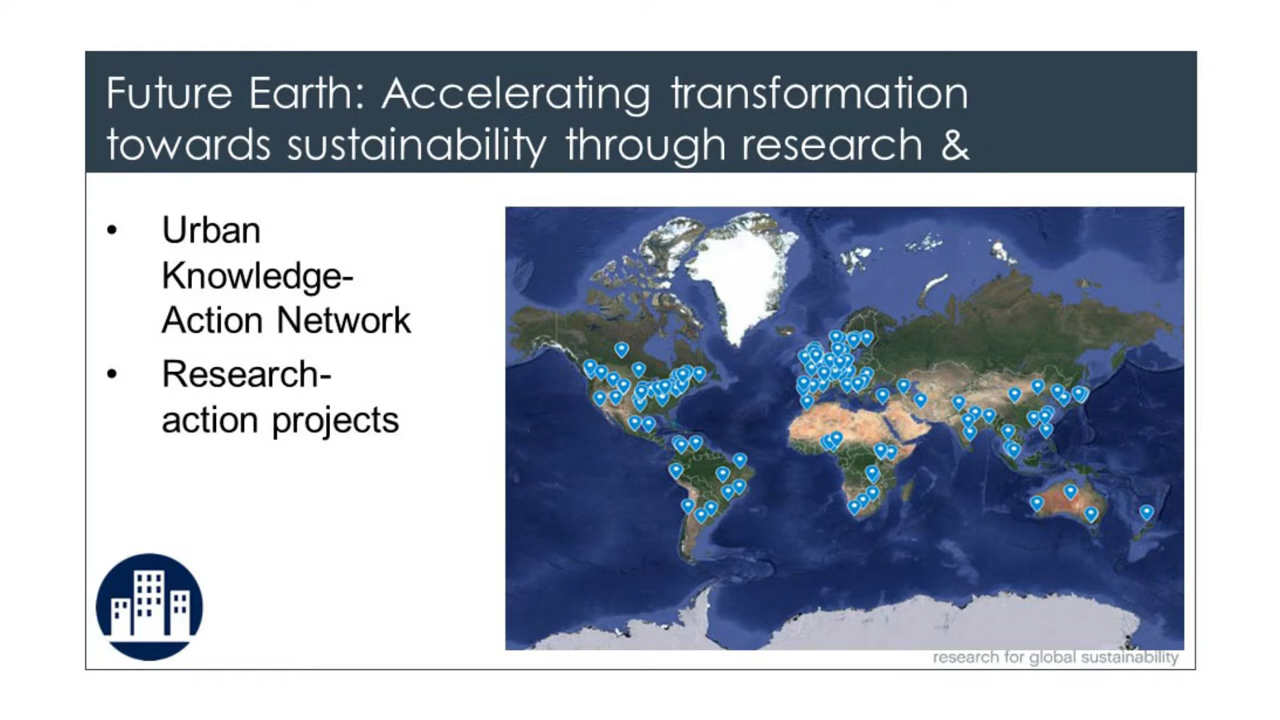 Future Earth: Accelerating transformation
towards sustainability through research &
• Urban
Knowledge-
Action Network
• Research-
action projects
research for global sustainability